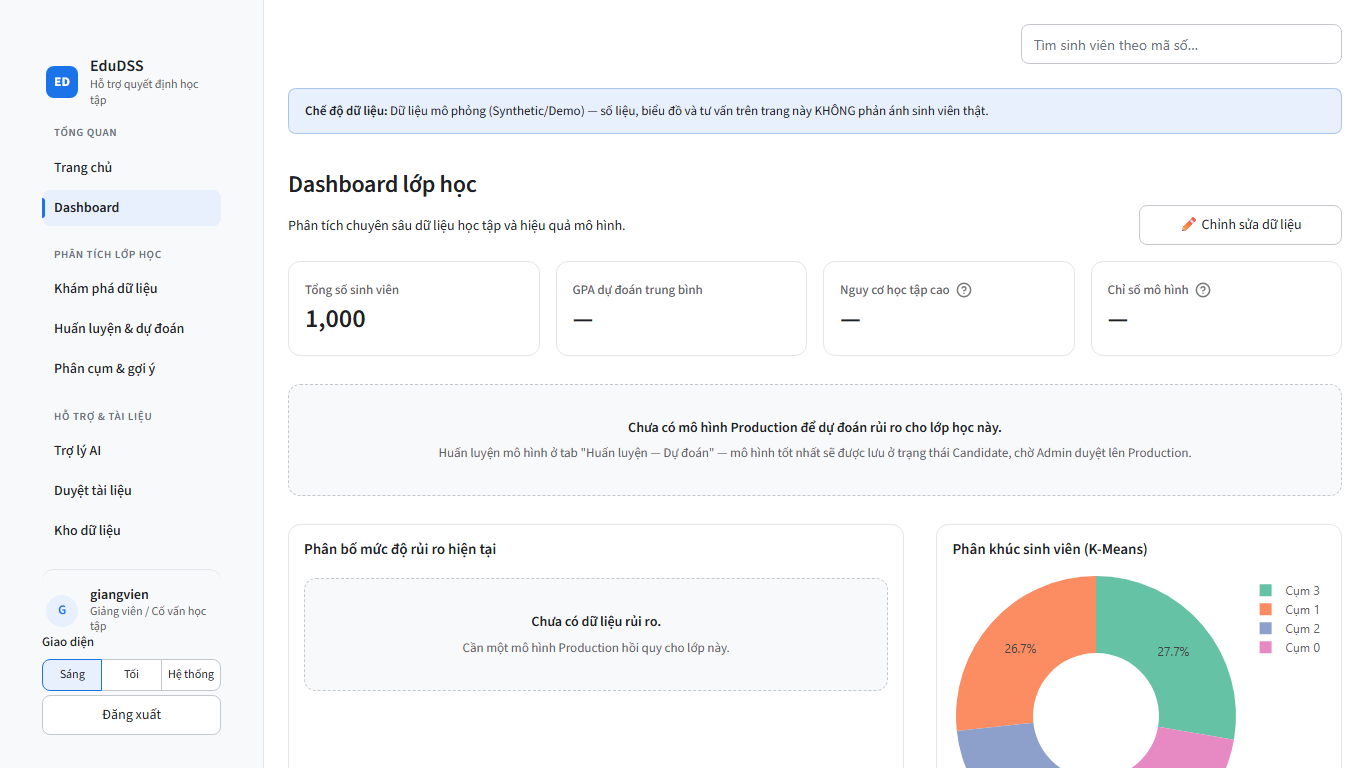 ED
EduDSS
Hỗ trợ quyết định học
tập
TỔNG QUAN
Trang chủ
Dashboard
PHÂN TÍCH LỚP HỌC
Khám phá dữ liệu
Huấn luyện & dự đoán
Phân cụm & gợi ý
HỖ TRỢ & TÀI LIỆU
Trợ lý AI
Duyệt tài liệu
Kho dữ liệu
G
giangvien
Giảng viên / Cố vấn học
tập
Giao diện
Sáng Tối Hệ thống
Đăng xuất
Tìm sinh viên theo mã số...
Chế độ dữ liệu: Dữ liệu mô phỏng (Synthetic/Demo) — số liệu, biểu đồ và tư vấn trên trang này KHÔNG phản ánh sinh viên thật.
Dashboard lớp học
Phân tích chuyên sâu dữ liệu học tập và hiệu quả mô hình.
Chỉnh sửa dữ liệu
Tổng số sinh viên
1,000
GPA dự đoán trung bình
—
Nguy cơ học tập cao ?
—
Chỉ số mô hình ?
—
Chưa có mô hình Production để dự đoán rủi ro cho lớp học này.
Huấn luyện mô hình ở tab "Huấn luyện — Dự đoán" — mô hình tốt nhất sẽ được lưu ở trạng thái Candidate, chờ Admin duyệt lên Production.
Phân bố mức độ rủi ro hiện tại
Chưa có dữ liệu rủi ro.
Cần một mô hình Production hồi quy cho lớp này.
Phân khúc sinh viên (K-Means)
26.7%
27.7%
Cụm 3
Cụm 1
Cụm 2
Cụm 0